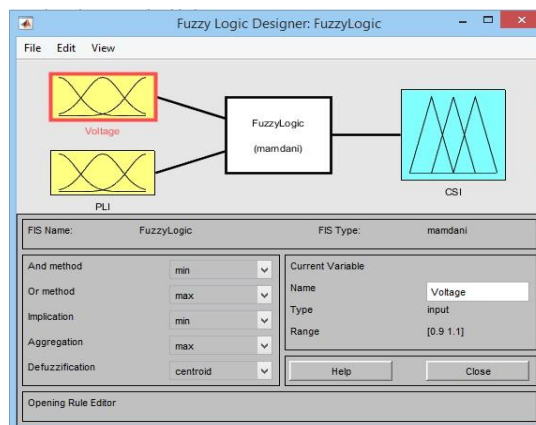 Fuzzy Logic Designer: FuzzyLogic
File Edit View
Voltage
FuzzyLogic
(mamdani)
PLI
CSI
FIS Name: FuzzyLogic FIS Type: mamdani
And method min
Or method max
Implication min
Aggregation max
Defuzzification centroid
Current Variable
Name Voltage
Type input
Range [0.9 1.1]
Help Close
Opening Rule Editor